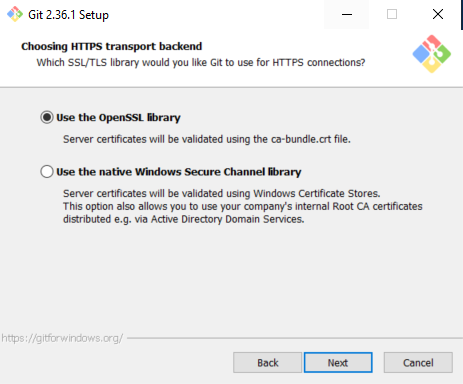 Git 2.36.1 Setup
Choosing HTTPS transport backend
Which SSL/TLS library would you like Git to use for HTTPS connections?
Use the OpenSSL library
Server certificates will be validated using the ca-bundle.crt file.
Use the native Windows Secure Channel library
Server certificates will be validated using Windows Certificate Stores.
This option also allows you to use your company's internal Root CA certificates
distributed e.g. via Active Directory Domain Services.
https://gitforwindows.org/
Back
Next
Cancel